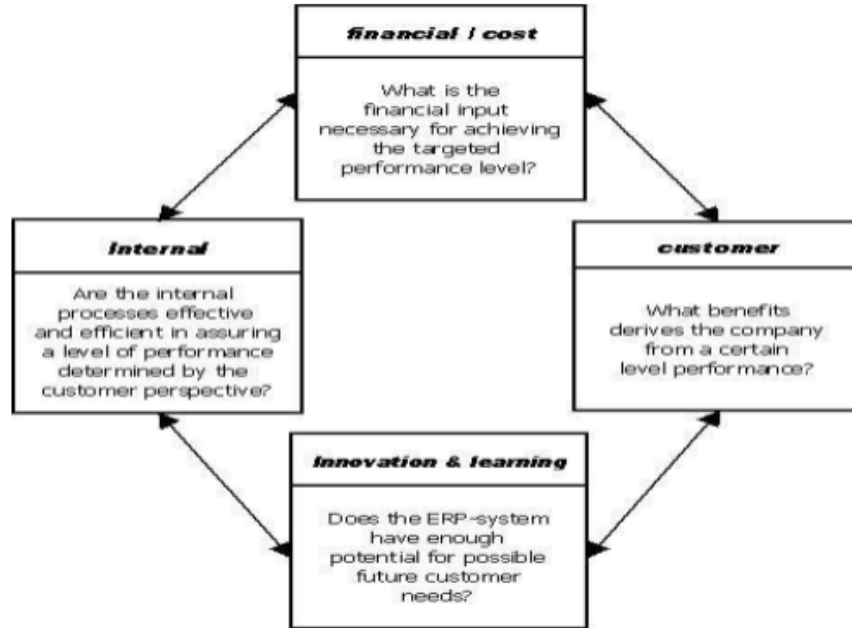 financial / cost
What is the
financial input
necessary for achieving
the targeted
performance level?
Internal
Are the internal
processes effective
and efficient in assuring
a level of performance
determined by the
customer perspective?
customer
What benefits
derives the company
from a certain
level performance?
Innovation & learning
Does the ERP-system
have enough
potential for possible
future customer
needs?